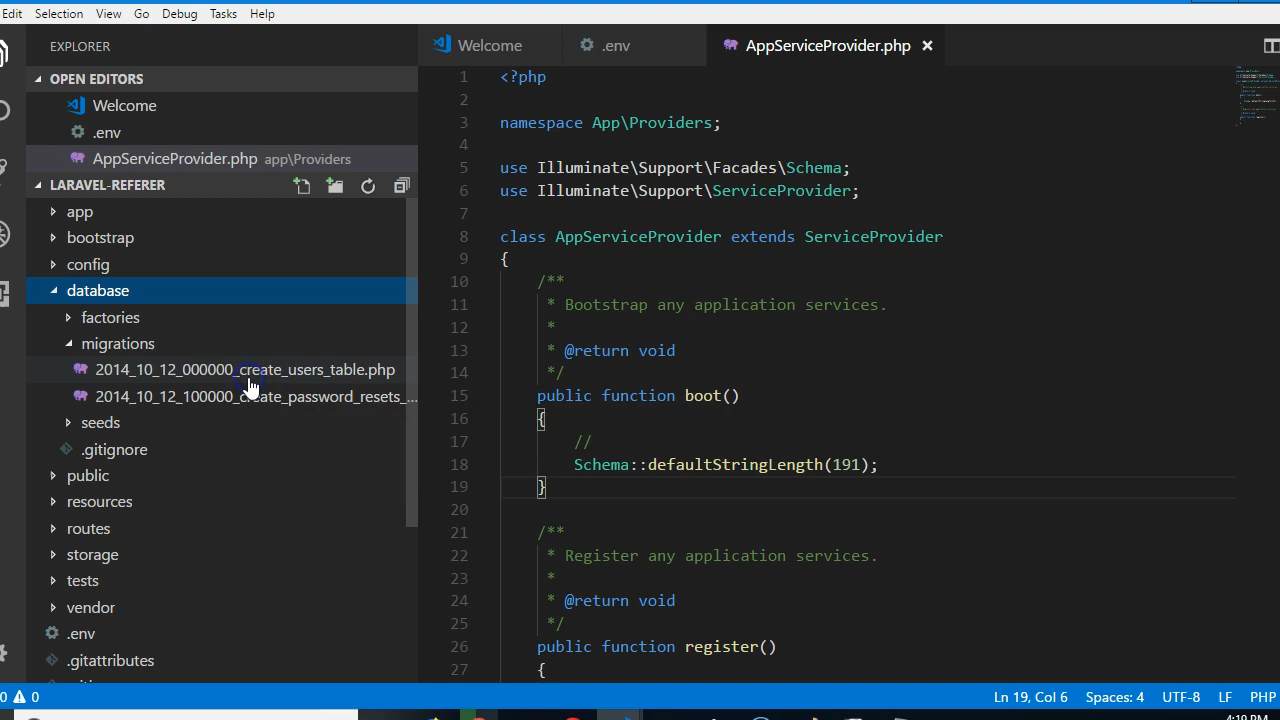 Edit Selection View Go Debug Tasks Help
EXPLORER
OPEN EDITORS
Welcome
.env
AppServiceProvider.php app\Providers
LARAVEL-REFERER
app
bootstrap
config
database
factories
migrations
2014_10_12_000000_create_users_table.php
2014_10_12_100000_create_password_resets_...
seeds
.gitignore
public
resources
routes
storage
tests
vendor
.env
.gitattributes
Welcome .env AppServiceProvider.php
1 <?php
2
3 namespace App\Providers;
4
5 use Illuminate\Support\Facades\Schema;
6 use Illuminate\Support\ServiceProvider;
7
8 class AppServiceProvider extends ServiceProvider
9 {
10 /**
11 * Bootstrap any application services.
12 *
13 * @return void
14 */
15 public function boot()
16 {
17 //
18 Schema::defaultStringLength(191);
19 }
20
21 /**
22 * Register any application services.
23 *
24 * @return void
25 */
26 public function register()
27 {
0 0 Ln 19, Col 6 Spaces: 4 UTF-8 LF PHP
4:19 PM